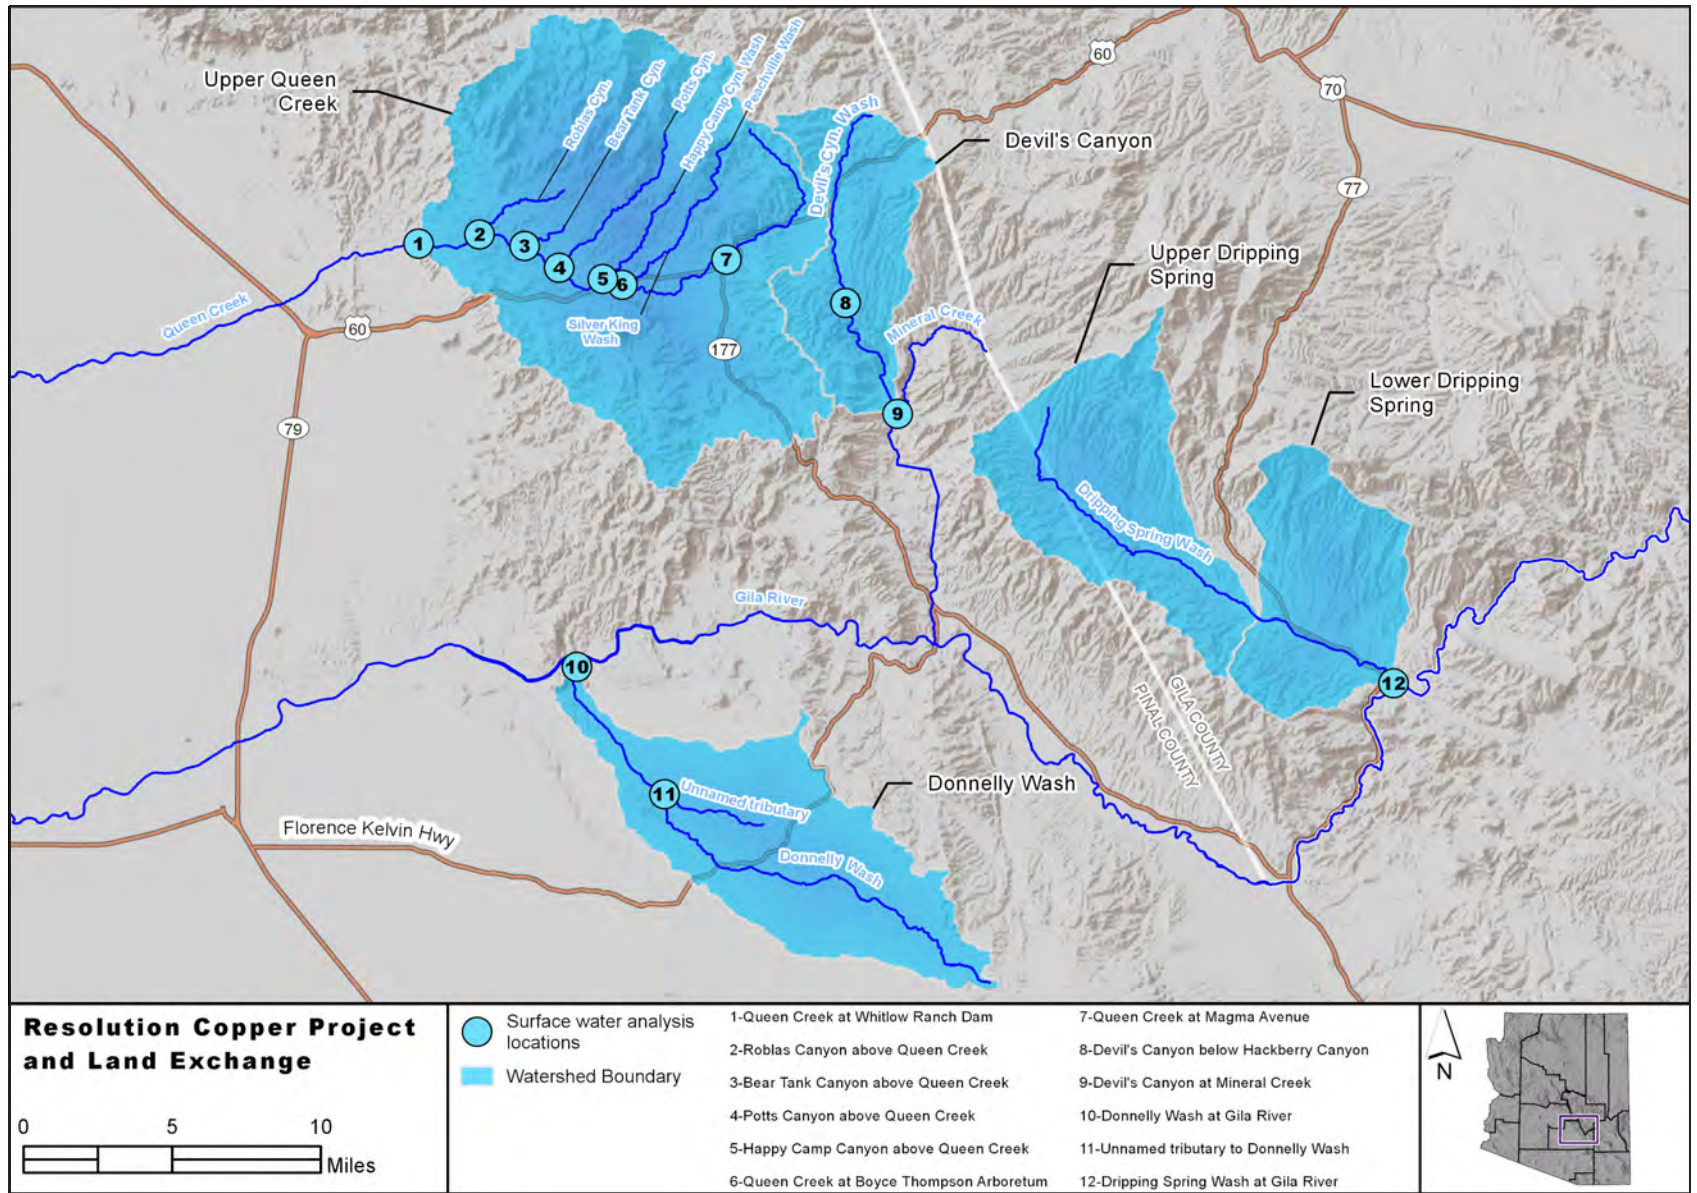 Upper Queen
Creek
Roblas Cyn.
Bear Tank Cyn.
Potts Cyn.
Happy Camp Cyn. Wash
Peachville Wash
Devil's Cyn. Wash
Devil's Canyon
60
70
77
Upper Dripping
Spring
Lower Dripping
Spring
1
2
3
4
5
6
7
8
9
Queen Creek
60
Silver King
Wash
177
Mineral Creek
79
Dripping Spring Wash
Gila River
10
12
GILA COUNTY
PINAL COUNTY
11
Unnamed tributary
Donnelly Wash
Donnelly Wash
Florence Kelvin Hwy
Resolution Copper Project
and Land Exchange
0 5 10
Miles
Surface water analysis
locations
Watershed Boundary
1-Queen Creek at Whitlow Ranch Dam
2-Roblas Canyon above Queen Creek
3-Bear Tank Canyon above Queen Creek
4-Potts Canyon above Queen Creek
5-Happy Camp Canyon above Queen Creek
6-Queen Creek at Boyce Thompson Arboretum
7-Queen Creek at Magma Avenue
8-Devil's Canyon below Hackberry Canyon
9-Devil's Canyon at Mineral Creek
10-Donnelly Wash at Gila River
11-Unnamed tributary to Donnelly Wash
12-Dripping Spring Wash at Gila River
N